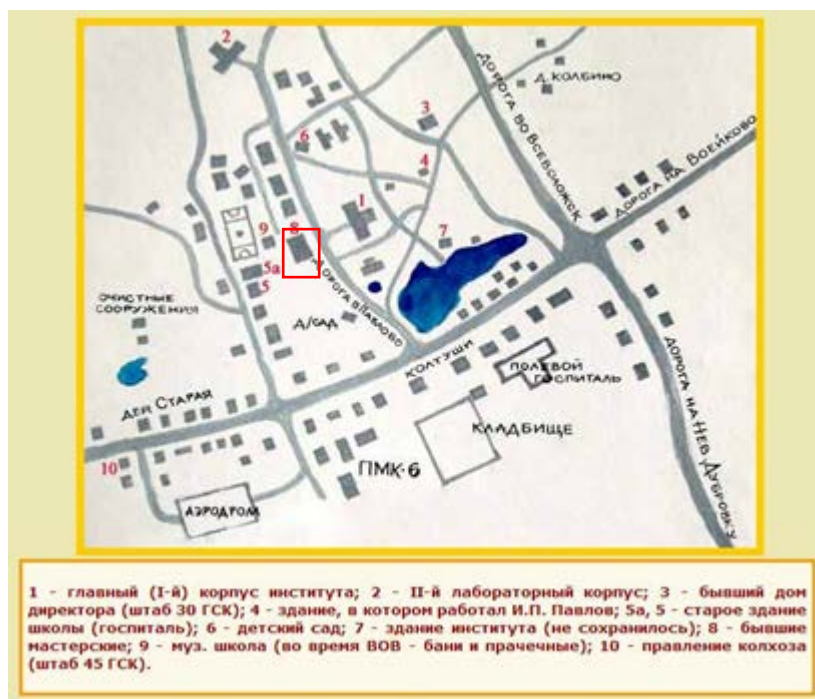 2
ДОРОГА ВО ВСЕВОЛОЖСК
Д. КОЛБИНО
3
6
4
ДОРОГА НА ВОЕЙКОВО
1
9
8
7
5а
5
ДОРОГА В ПАВЛОВО
ОЧИСТНЫЕ
СООРУЖЕНИЯ
Д/САД
КОЛТУШИ
ПОЛЕВОЙ
ГОСПИТАЛЬ
ДОРОГА НА НЕВ. ДУБРОВКУ
ДЕР. СТАРАЯ
КЛАДБИЩЕ
10
ПМК-6
АЭРОДРОМ
1 - главный (I-й) корпус института; 2 - II-й лабораторный корпус; 3 - бывший дом
директора (штаб 30 ГСК); 4 - здание, в котором работал И.П. Павлов; 5а, 5 - старое здание
школы (госпиталь); 6 - детский сад; 7 - здание института (не сохранилось); 8 - бывшие
мастерские; 9 - муз. школа (во время ВОВ - бани и прачечные); 10 - правление колхоза
(штаб 45 ГСК).